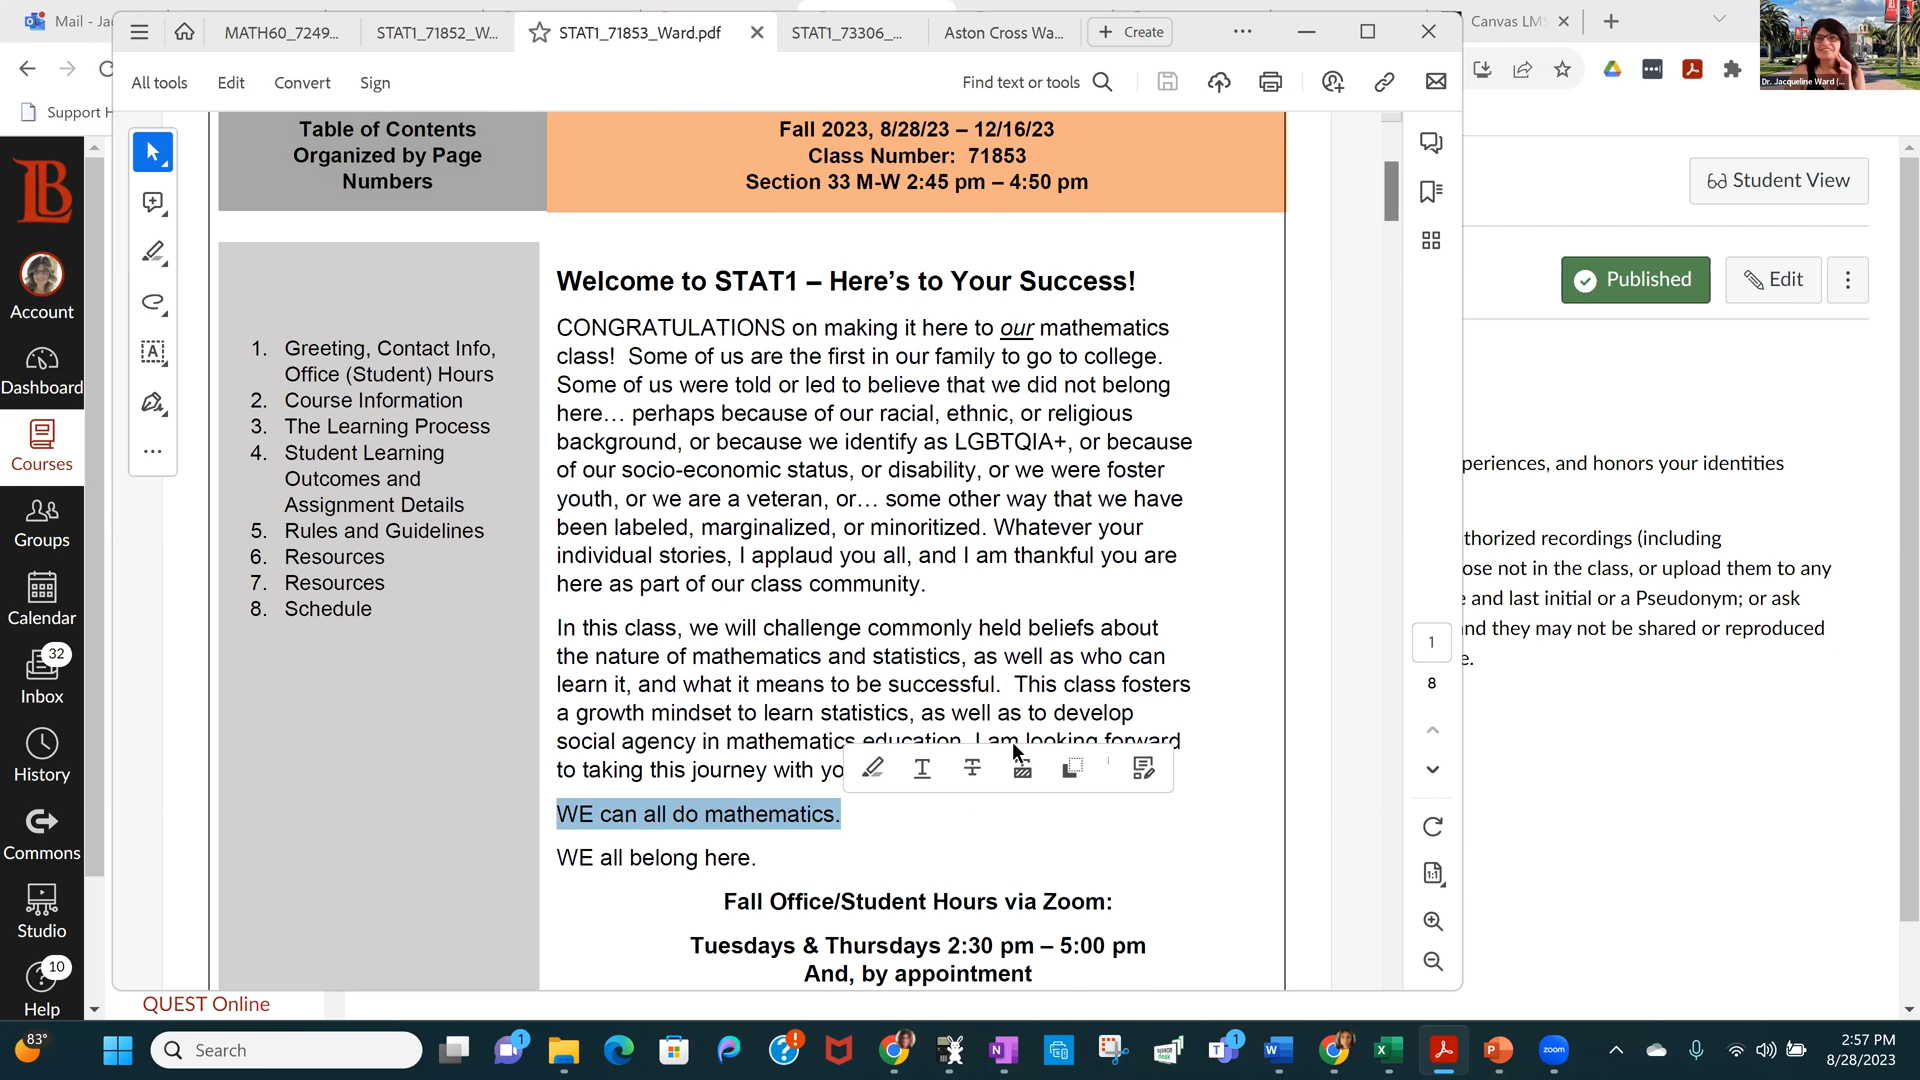 Mail - Ja
Canvas LMS
MATH60_7249...
STAT1_71852_W...
STAT1_71853_Ward.pdf
STAT1_73306_...
Aston Cross Wa...
Create
Dr. Jacqueline Ward (...
All tools
Edit
Convert
Sign
Find text or tools
Support H
Table of Contents
Organized by Page
Numbers
Fall 2023, 8/28/23 – 12/16/23
Class Number: 71853
Section 33 M-W 2:45 pm – 4:50 pm
1. Greeting, Contact Info,
Office (Student) Hours
2. Course Information
3. The Learning Process
4. Student Learning
Outcomes and
Assignment Details
5. Rules and Guidelines
6. Resources
7. Resources
8. Schedule
Welcome to STAT1 – Here’s to Your Success!
CONGRATULATIONS on making it here to our mathematics
class! Some of us are the first in our family to go to college.
Some of us were told or led to believe that we did not belong
here… perhaps because of our racial, ethnic, or religious
background, or because we identify as LGBTQIA+, or because
of our socio-economic status, or disability, or we were foster
youth, or we are a veteran, or… some other way that we have
been labeled, marginalized, or minoritized. Whatever your
individual stories, I applaud you all, and I am thankful you are
here as part of our class community.
In this class, we will challenge commonly held beliefs about
the nature of mathematics and statistics, as well as who can
learn it, and what it means to be successful. This class fosters
a growth mindset to learn statistics, as well as to develop
social agency in mathematics education. I am looking forward
to taking this journey with yo
WE can all do mathematics.
WE all belong here.
Fall Office/Student Hours via Zoom:
Tuesdays & Thursdays 2:30 pm – 5:00 pm
And, by appointment
1
8
1:1
Student View
Published
Edit
periences, and honors your identities
thorized recordings (including
ose not in the class, or upload them to any
e and last initial or a Pseudonym; or ask
nd they may not be shared or reproduced
e.
LB
Account
Dashboard
Courses
Groups
Calendar
32
Inbox
History
Commons
Studio
10
Help
QUEST Online
83°
Search
1
1
zoom
2:57 PM
8/28/2023